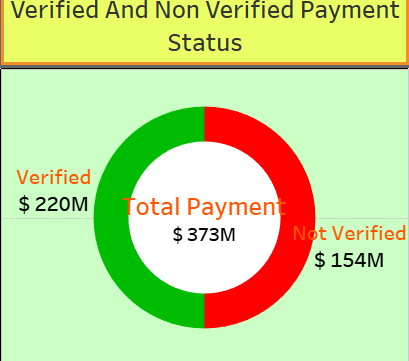 Verified And Non Verified Payment
Status
Verified
$ 220M
Total Payment
$ 373M
Not Verified
$ 154M